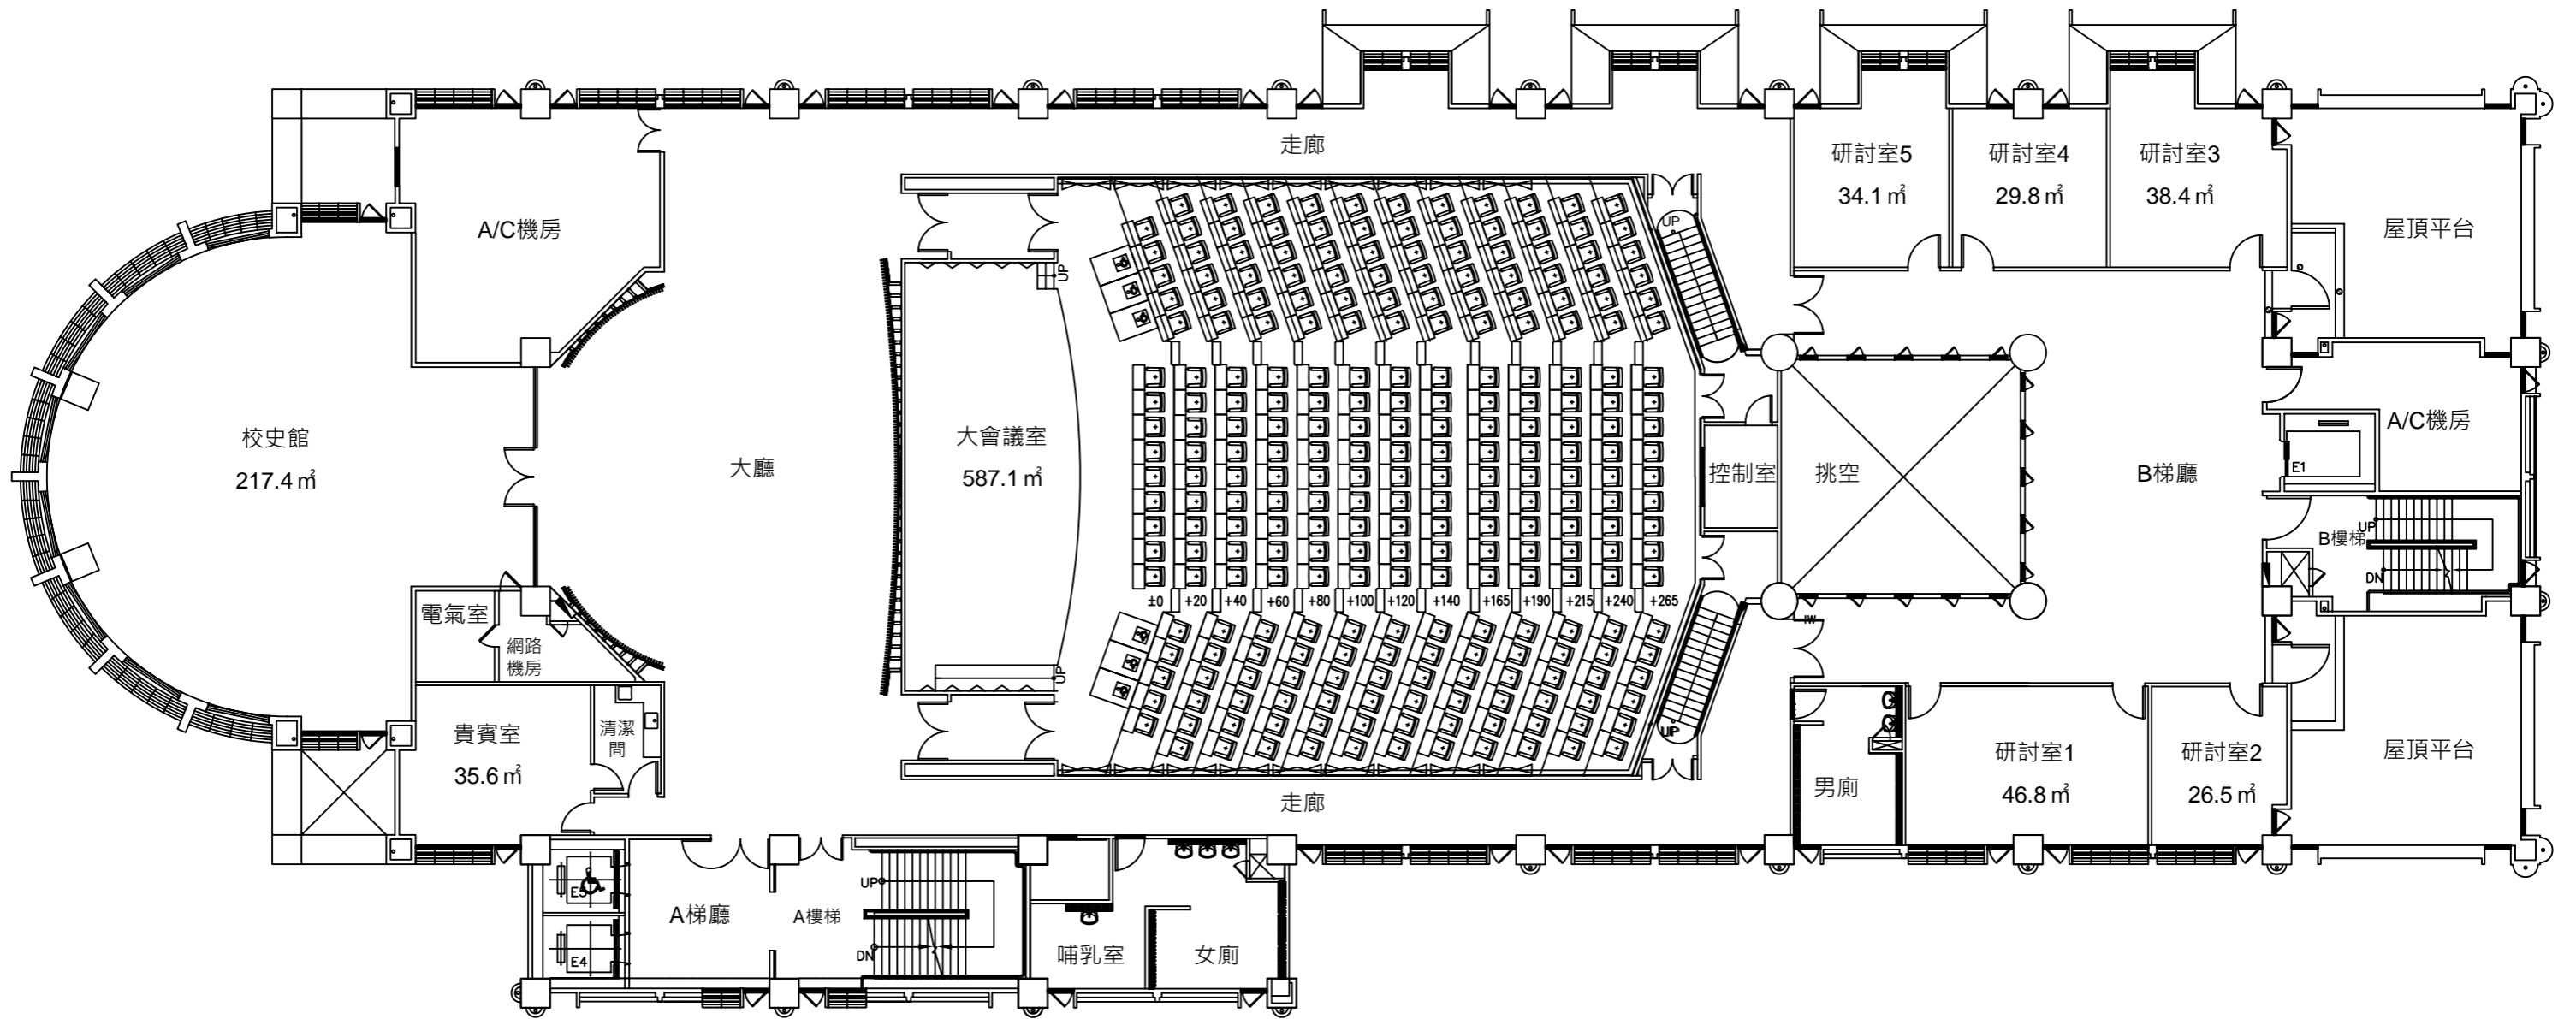 走廊
研討室5
34.1㎡
研討室4
29.8㎡
研討室3
38.4㎡
屋頂平台
A/C機房
UP
UP
校史館
217.4㎡
大廳
大會議室
587.1㎡
控制室
挑空
B梯廳
A/C機房
E1
UP
B樓梯
DN
±0
+20
+40
+60
+80
+100
+120
+140
+165
+190
+215
+240
+265
IW
電氣室
網路
機房
UP
UP
貴賓室
35.6㎡
清潔
間
走廊
男廁
研討室1
46.8㎡
研討室2
26.5㎡
屋頂平台
E5
E4
A梯廳
A樓梯
UP
DN
哺乳室
女廁